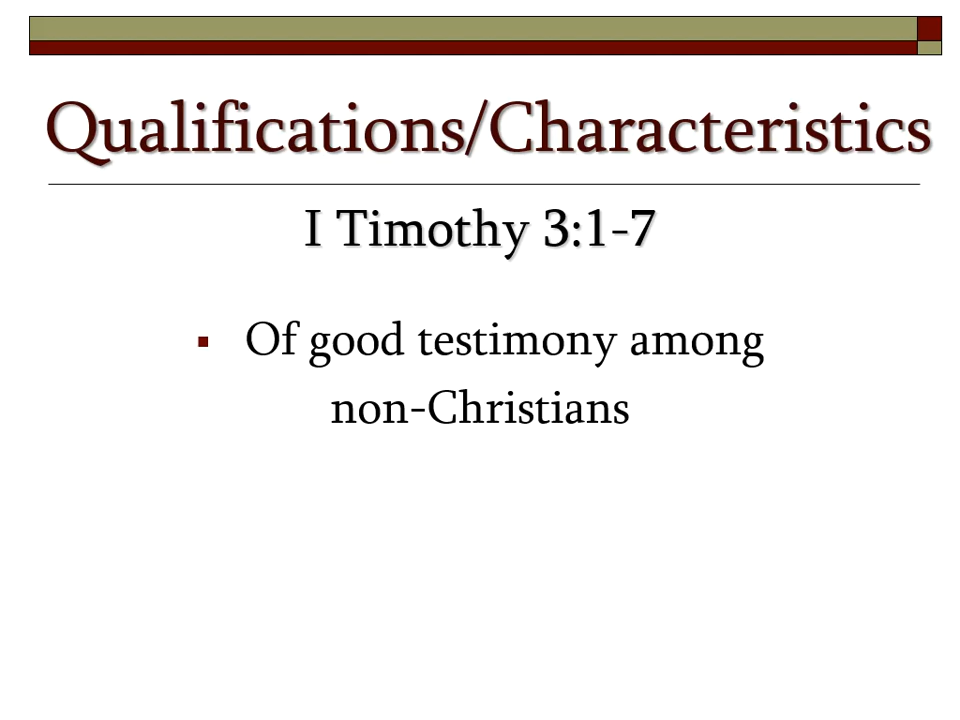 Qualifications/Characteristics
I Timothy 3:1-7
▪ Of good testimony among
non-Christians